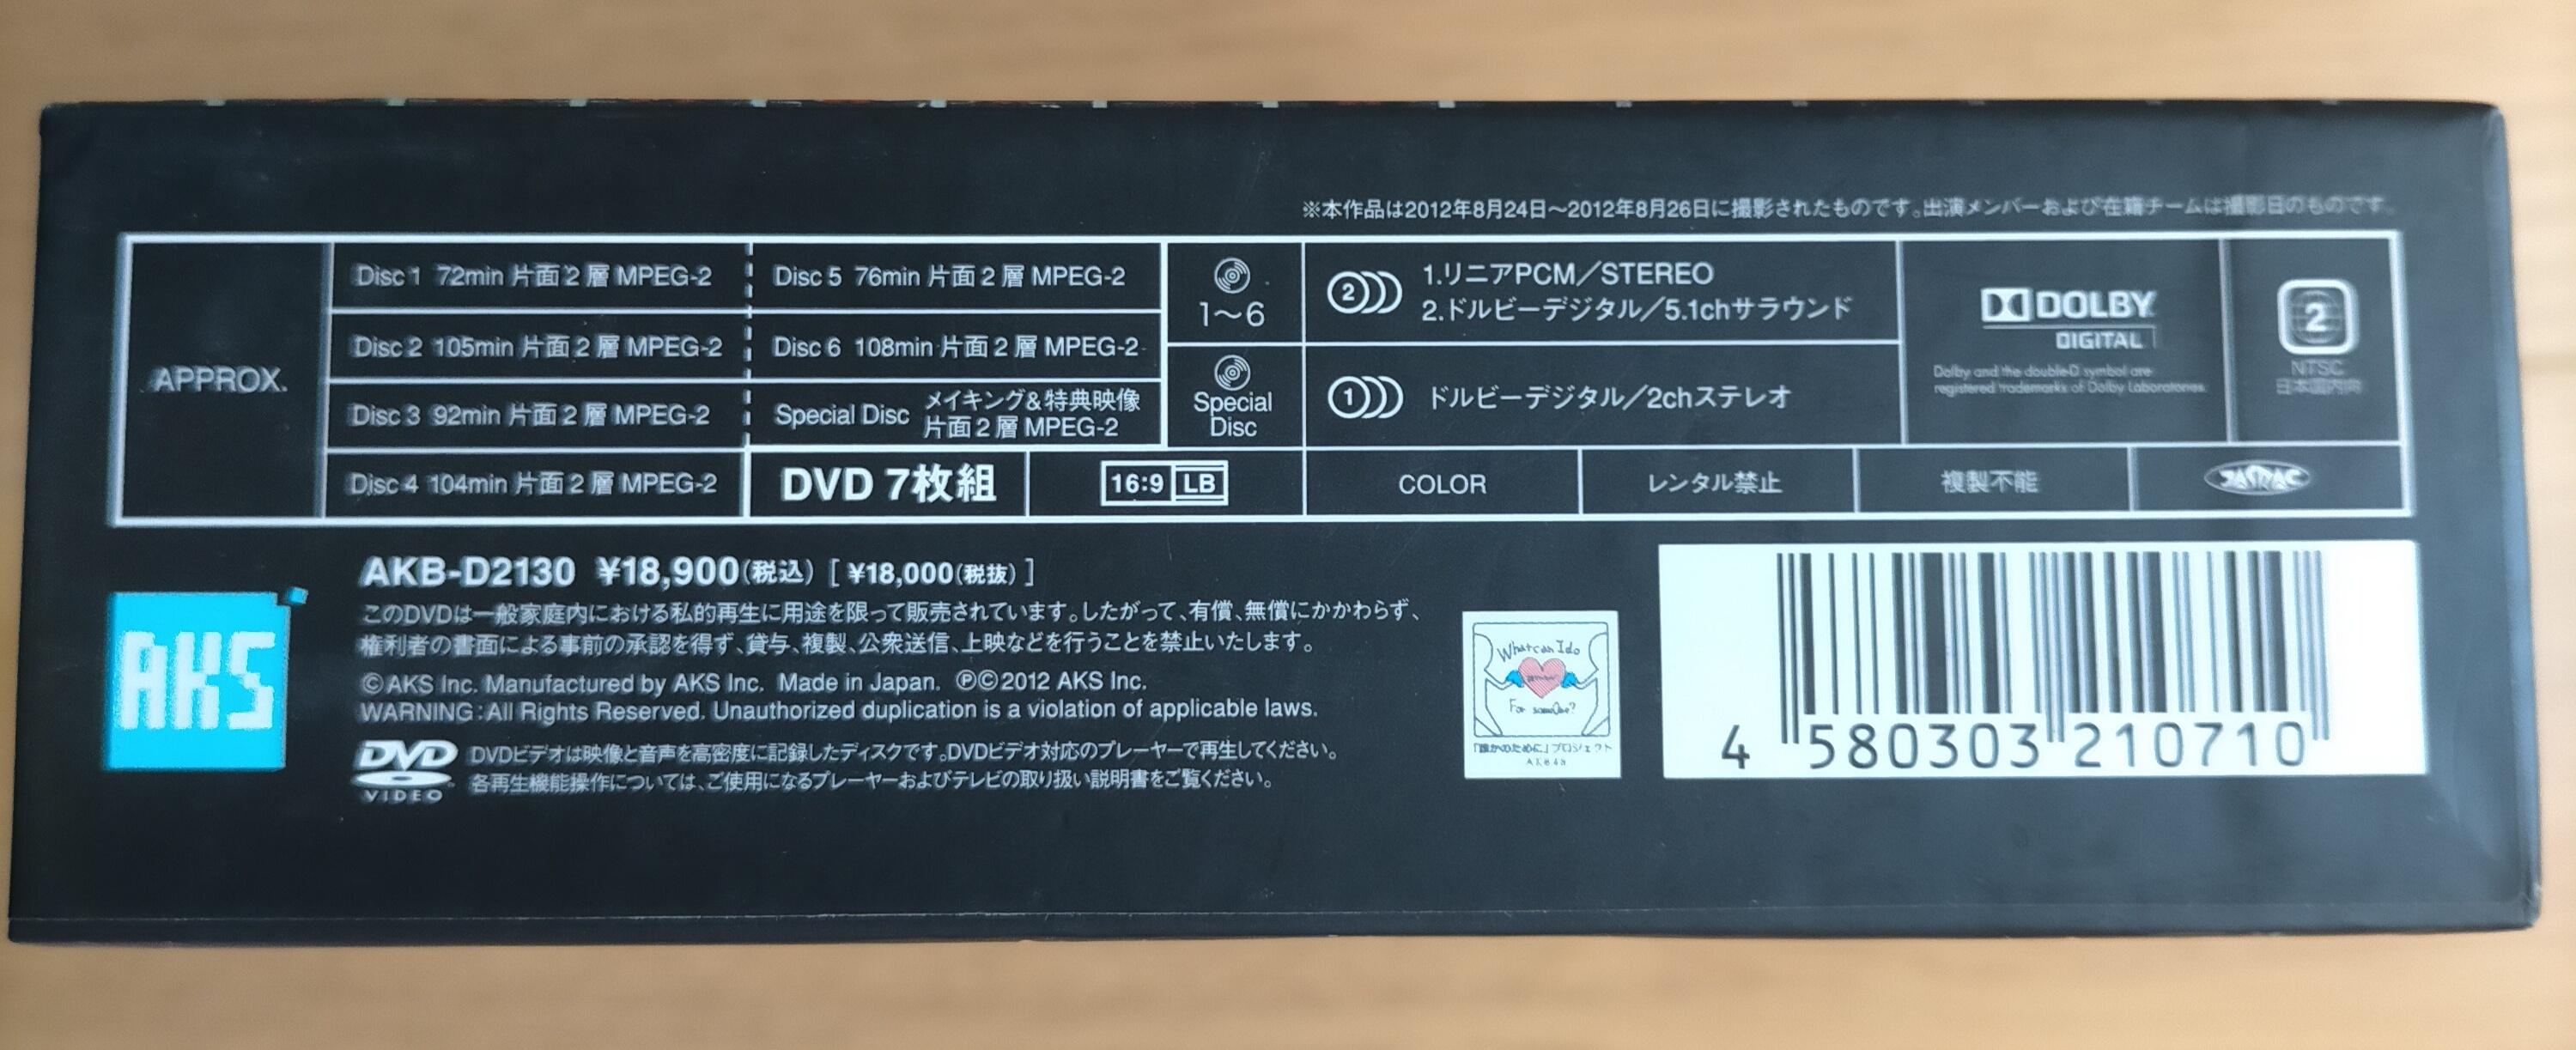 ※本作品は2012年8月24日～2012年8月26日に撮影されたものです。出演メンバーおよび在籍チームは撮影日のものです。
APPROX.
Disc 1 72min 片面2層 MPEG-2
Disc 2 105min 片面2層 MPEG-2
Disc 3 92min 片面2層 MPEG-2
Disc 4 104min 片面2層 MPEG-2
Disc 5 76min 片面2層 MPEG-2
Disc 6 108min 片面2層 MPEG-2
Special Disc メイキング&特典映像
片面2層 MPEG-2
1～6
2
1.リニアPCM／STEREO
2.ドルビーデジタル／5.1chサラウンド
Special
Disc
1
ドルビーデジタル／2chステレオ
DOLBY
DIGITAL
Dolby and the double-D symbol are
registered trademarks of Dolby Laboratories.
2
NTSC
日本国内向
DVD 7枚組
16:9 LB
COLOR
レンタル禁止
複製不能
JASRAC
AKS
AKB-D2130 ¥18,900(税込) [ ¥18,000(税抜) ]
このDVDは一般家庭内における私的再生に用途を限って販売されています。したがって、有償、無償にかかわらず、
権利者の書面による事前の承認を得ず、貸与、複製、公衆送信、上映などを行うことを禁止いたします。
©AKS Inc. Manufactured by AKS Inc. Made in Japan. ℗©2012 AKS Inc.
WARNING:All Rights Reserved. Unauthorized duplication is a violation of applicable laws.
DVD
VIDEO
DVDビデオは映像と音声を高密度に記録したディスクです。DVDビデオ対応のプレーヤーで再生してください。
各再生機能操作については、ご使用になるプレーヤーおよびテレビの取り扱い説明書をご覧ください。
What can I do
For someOne?
「誰かのために」プロジェクト
AKB48
4 580303 210710